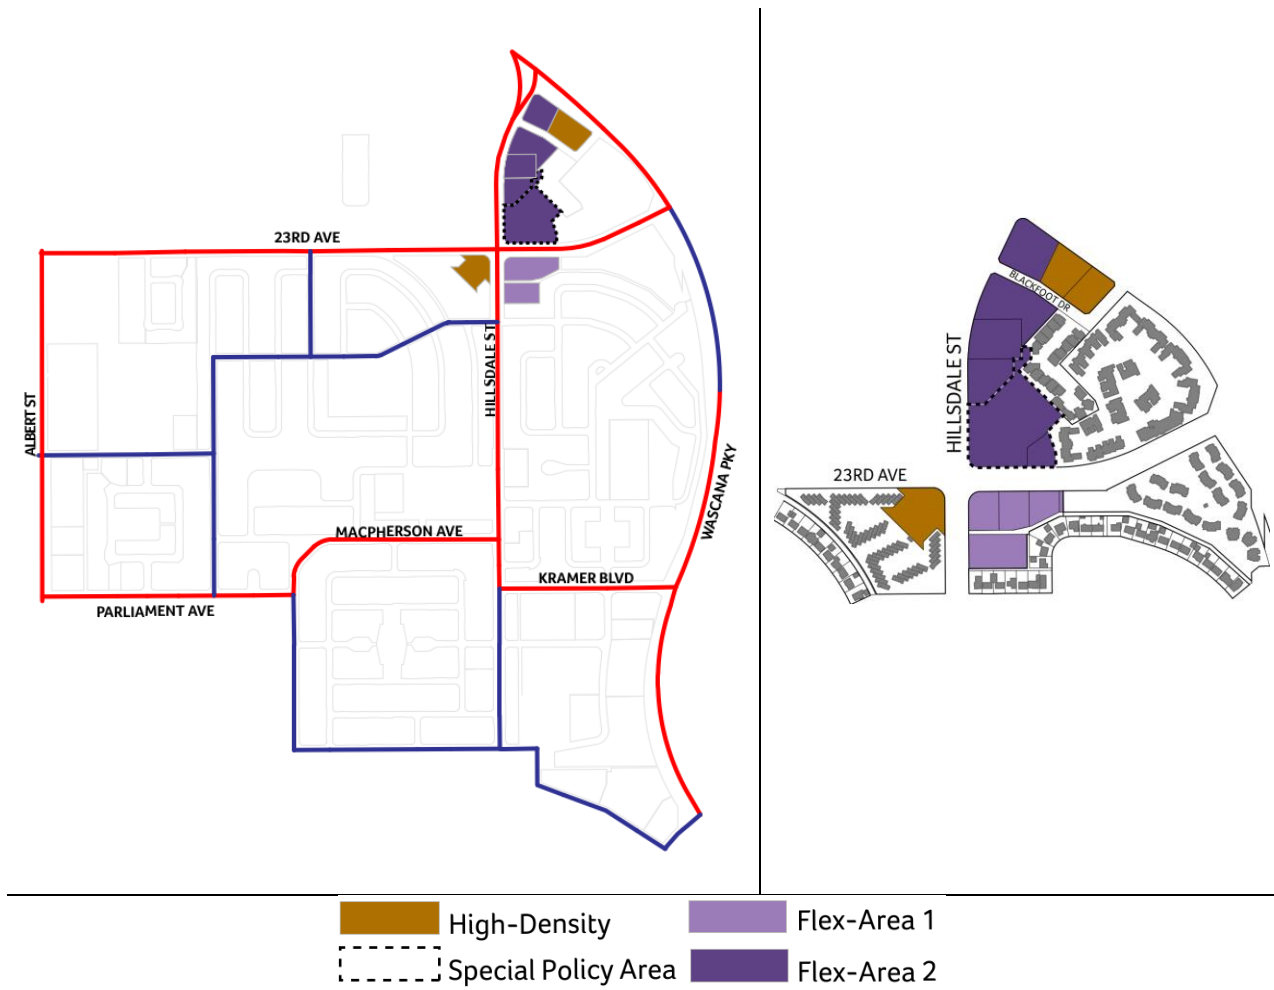 23RD AVE
ALBERT ST
HILLSDALE ST
WASCANA PKY
MACPHERSON AVE
KRAMER BLVD
PARLIAMENT AVE
BLACKFOOT DR
HILLSDALE ST
23RD AVE
High-Density
Flex-Area 1
Special Policy Area
Flex-Area 2